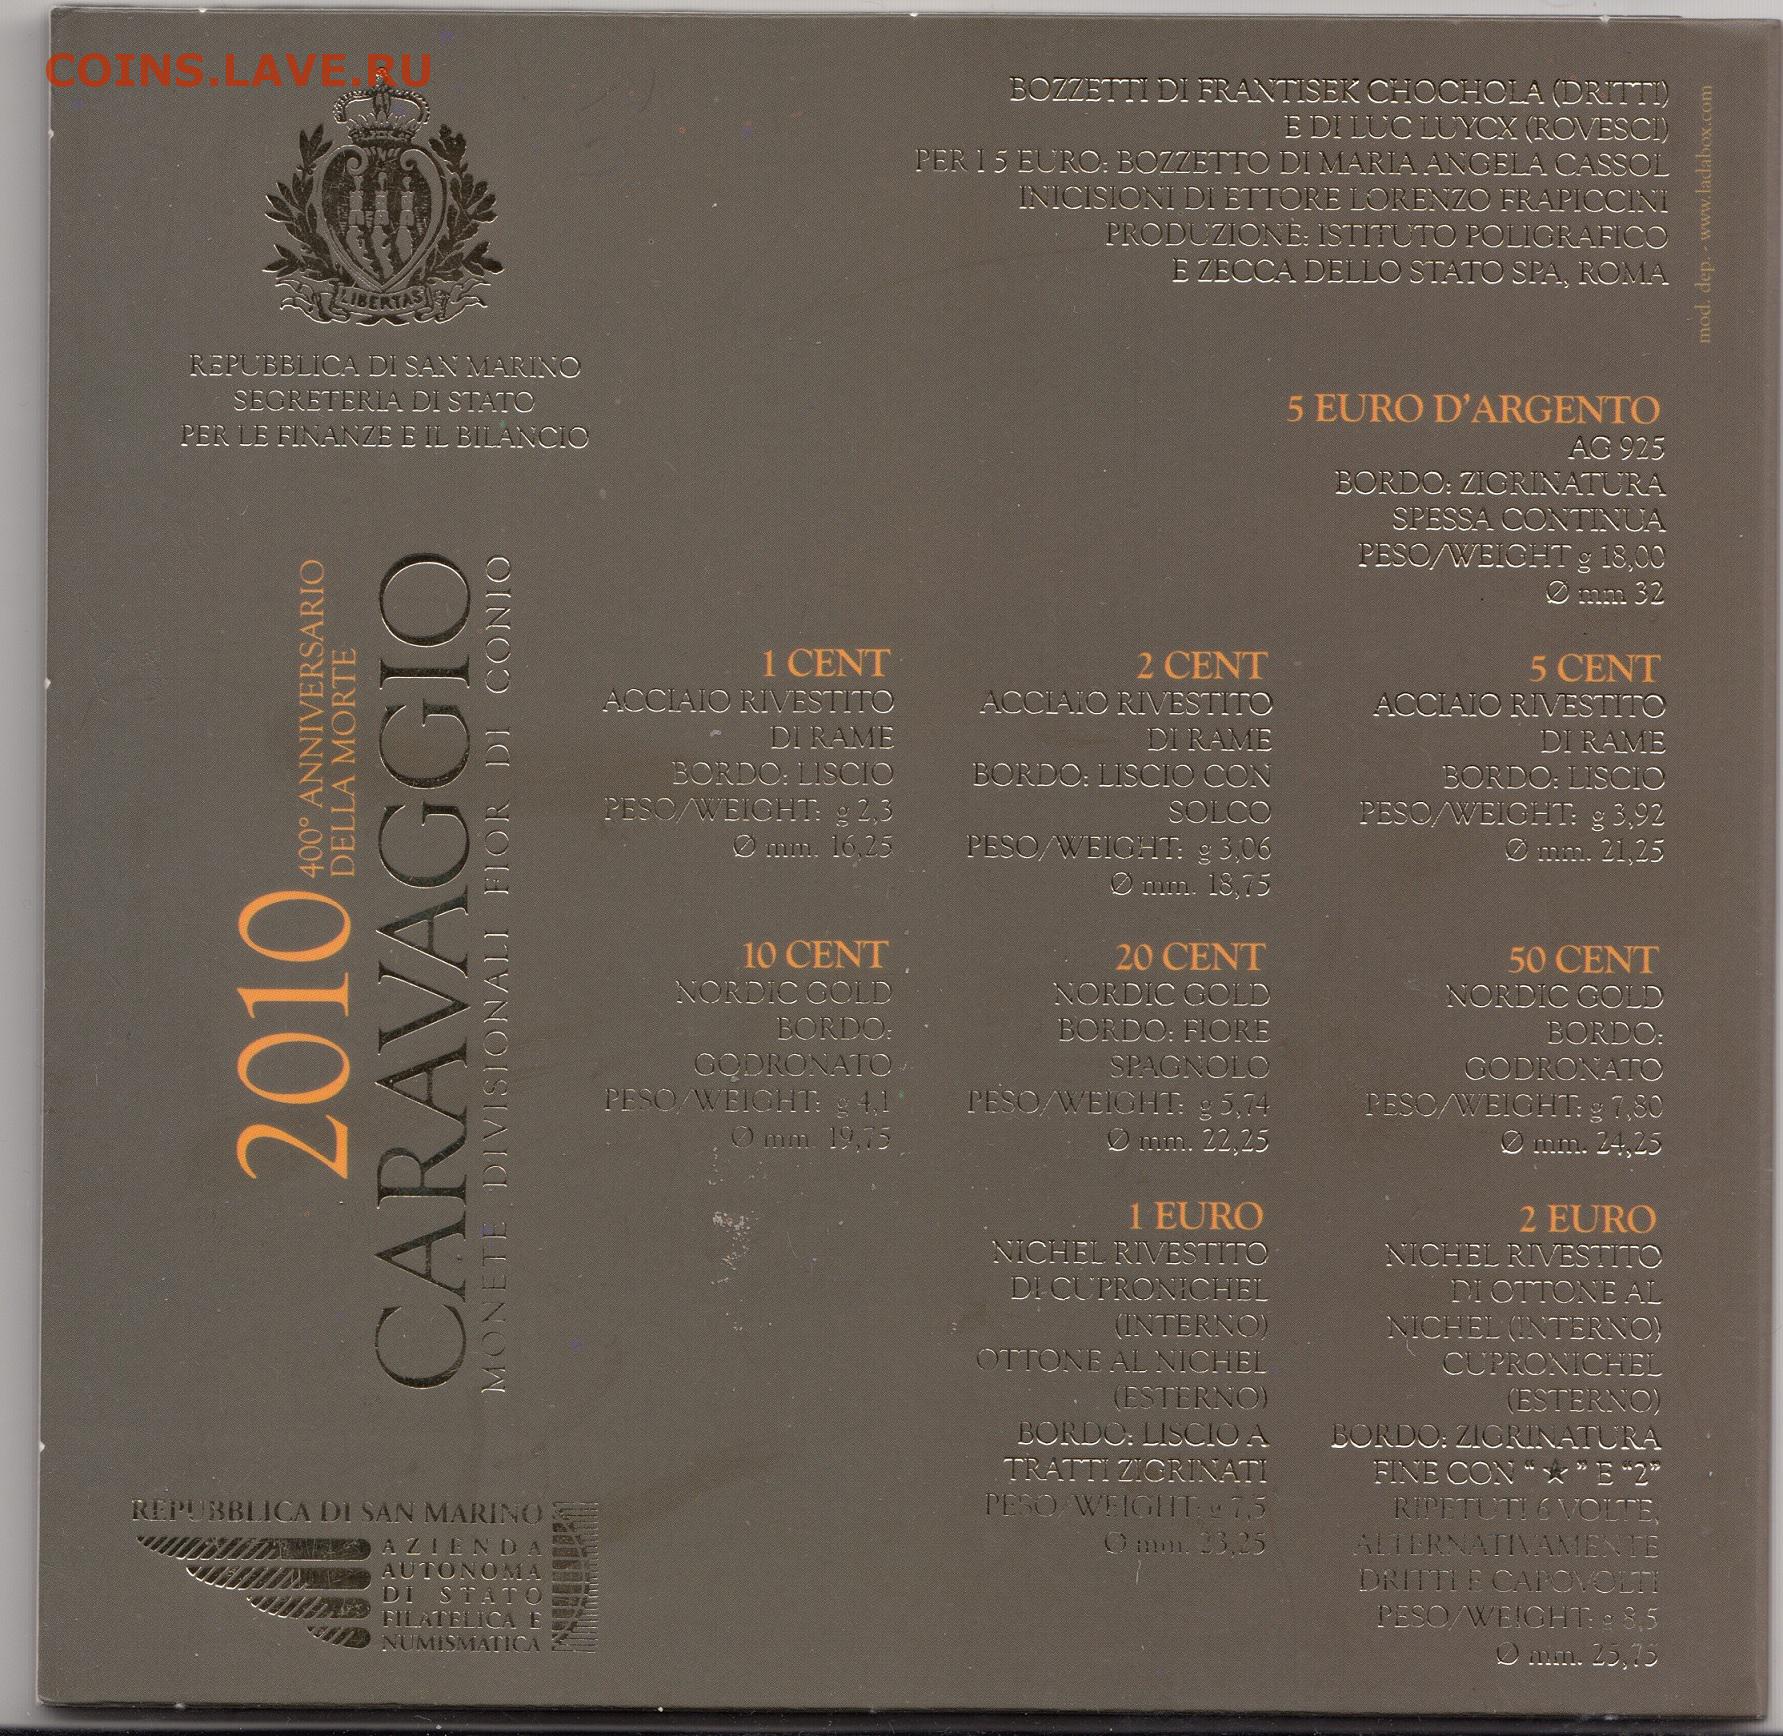 COINS.LAVE.RU
LIBERTAS
REPUBBLICA DI SAN MARINO
SEGRETERIA DI STATO
PER LE FINANZE E IL BILANCIO
BOZZETTI DI FRANTISEK CHOCHOLA (DRITTI)
E DI LUC LUYCX (ROVESCI)
PER I 5 EURO: BOZZETTO DI MARIA ANGELA CASSOL
INICISIONI DI ETTORE LORENZO FRAPICCINI
PRODUZIONE: ISTITUTO POLIGRAFICO
E ZECCA DELLO STATO SPA, ROMA
mod. dep. - www.ladabox.com
5 EURO D'ARGENTO
AG 925
BORDO: ZIGRINATURA
SPESSA CONTINUA
PESO/WEIGHT g 18,00
Ø mm 32
2010
400° ANNIVERSARIO
DELLA MORTE
CARAVAGGIO
MONETE DIVISIONALI FIOR DI CONIO
1 CENT
ACCIAIO RIVESTITO
DI RAME
BORDO: LISCIO
PESO/WEIGHT: g 2,3
Ø mm. 16,25
2 CENT
ACCIAIO RIVESTITO
DI RAME
BORDO: LISCIO CON
SOLCO
PESO/WEIGHT: g 3,06
Ø mm. 18,75
5 CENT
ACCIAIO RIVESTITO
DI RAME
BORDO: LISCIO
PESO/WEIGHT: g 3,92
Ø mm. 21,25
10 CENT
NORDIC GOLD
BORDO:
GODRONATO
PESO/WEIGHT: g 4,1
Ø mm. 19,75
20 CENT
NORDIC GOLD
BORDO: FIORE
SPAGNOLO
PESO/WEIGHT: g 5,74
Ø mm. 22,25
50 CENT
NORDIC GOLD
BORDO:
GODRONATO
PESO/WEIGHT: g 7,80
Ø mm. 24,25
1 EURO
NICHEL RIVESTITO
DI CUPRONICHEL
(INTERNO)
OTTONE AL NICHEL
(ESTERNO)
BORDO: LISCIO A
TRATTI ZIGRINATI
PESO/WEIGHT: g 7,5
Ø mm. 23,25
2 EURO
NICHEL RIVESTITO
DI OTTONE AL
NICHEL (INTERNO)
CUPRONICHEL
(ESTERNO)
BORDO: ZIGRINATURA
FINE CON "★" E "2"
RIPETUTI 6 VOLTE,
ALTERNATIVAMENTE
DRITTI E CAPOVOLTI
PESO/WEIGHT: g 8,5
Ø mm. 25,75
REPUBBLICA DI SAN MARINO
AZIENDA
AUTONOMA
DI STATO
FILATELICA E
NUMISMATICA